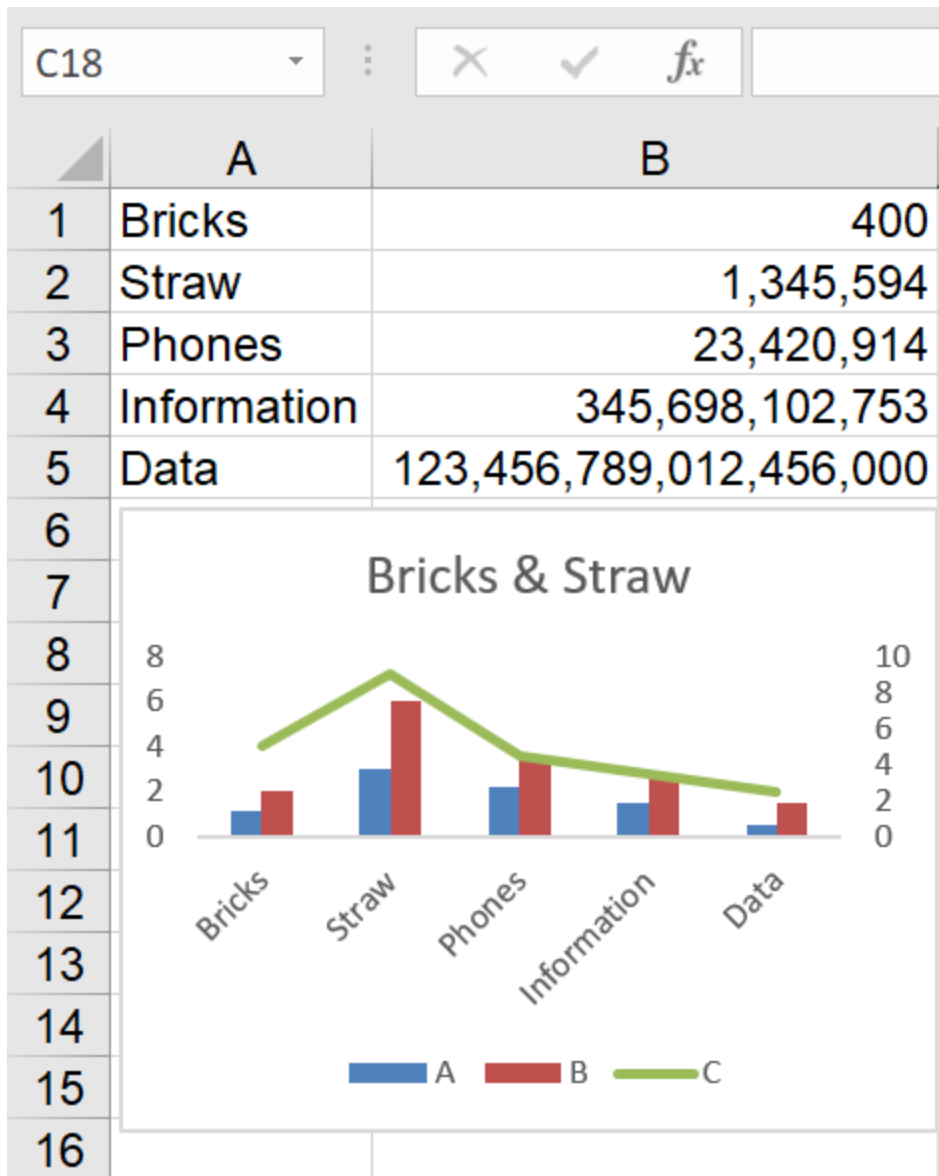 C18 fx
A B
1 Bricks 400
2 Straw 1,345,594
3 Phones 23,420,914
4 Information 345,698,102,753
5 Data 123,456,789,012,456,000
6
7
8
9
10
11
12
13
14
15
16
Bricks & Straw
8 10
6 8
4 6
2 4
0 2
0
Bricks Straw Phones Information Data
A B C